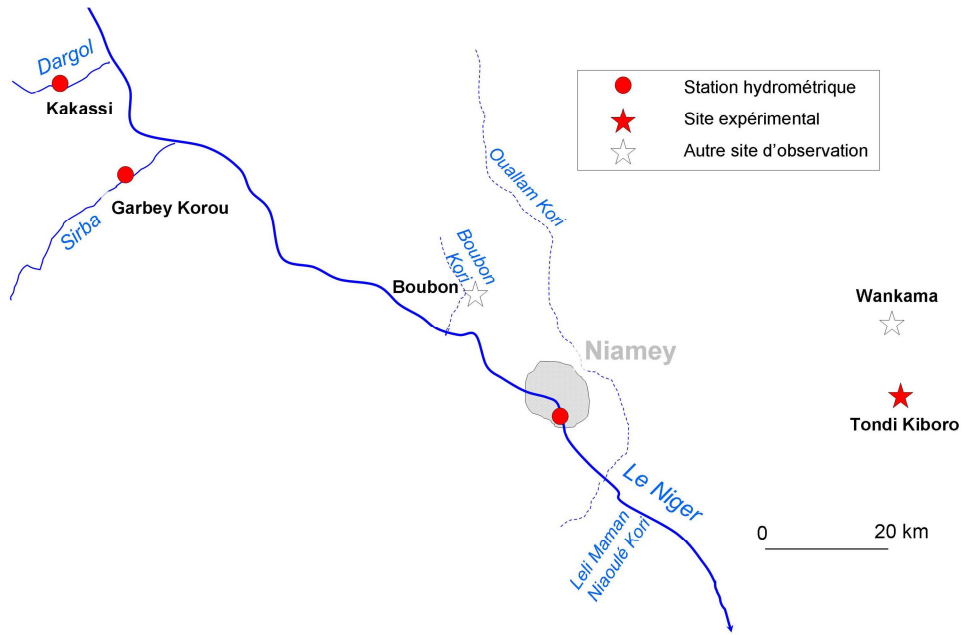 Dargol
Kakassi
Garbey Korou
Sirba
Ouallam Kori
Boubon
Kori
Boubon
Niamey
Station hydrométrique
Site expérimental
Autre site d'observation
Wankama
Tondi Kiboro
Le Niger
Leli Maman
Niaoulé Kori
0 20 km